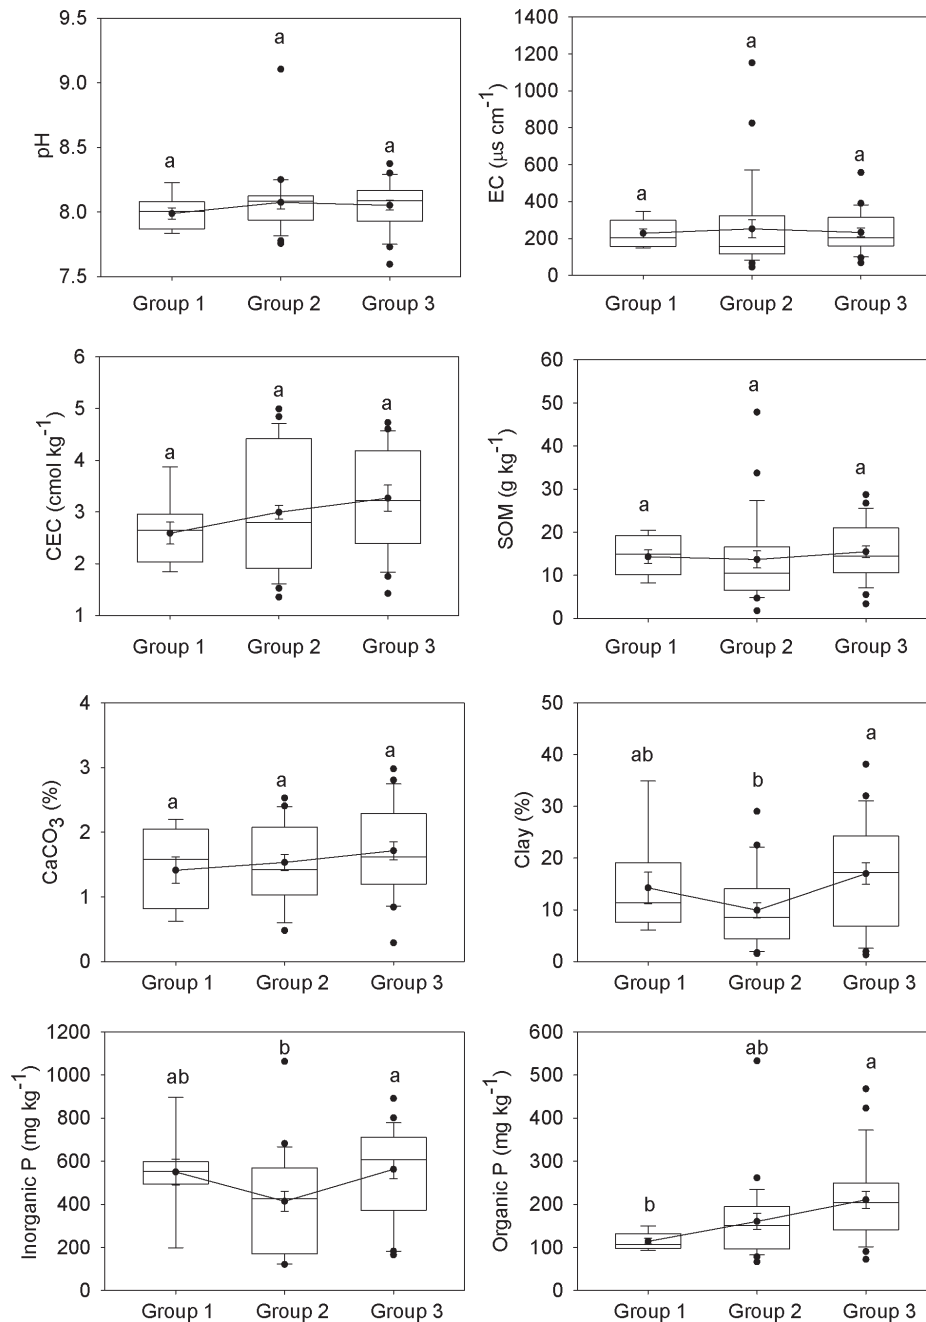 9.5
9.0
8.5
8.0
7.5
pH
a
a
a
Group 1 Group 2 Group 3
1400
1200
1000
800
600
400
200
0
EC (μs cm⁻¹)
a
a
a
Group 1 Group 2 Group 3
6
5
4
3
2
1
CEC (cmol kg⁻¹)
a
a
a
Group 1 Group 2 Group 3
60
50
40
30
20
10
0
SOM (g kg⁻¹)
a
a
a
Group 1 Group 2 Group 3
4
3
2
1
0
CaCO₃ (%)
a
a
a
Group 1 Group 2 Group 3
50
40
30
20
10
0
Clay (%)
ab
b
a
Group 1 Group 2 Group 3
1200
1000
800
600
400
200
0
Inorganic P (mg kg⁻¹)
ab
b
a
Group 1 Group 2 Group 3
600
500
400
300
200
100
0
Organic P (mg kg⁻¹)
b
ab
a
Group 1 Group 2 Group 3